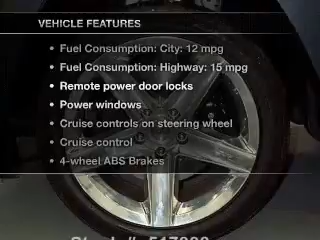 VEHICLE FEATURES
• Fuel Consumption: City: 12 mpg
• Fuel Consumption: Highway: 15 mpg
• Remote power door locks
• Power windows
• Cruise controls on steering wheel
• Cruise control
• 4-wheel ABS Brakes